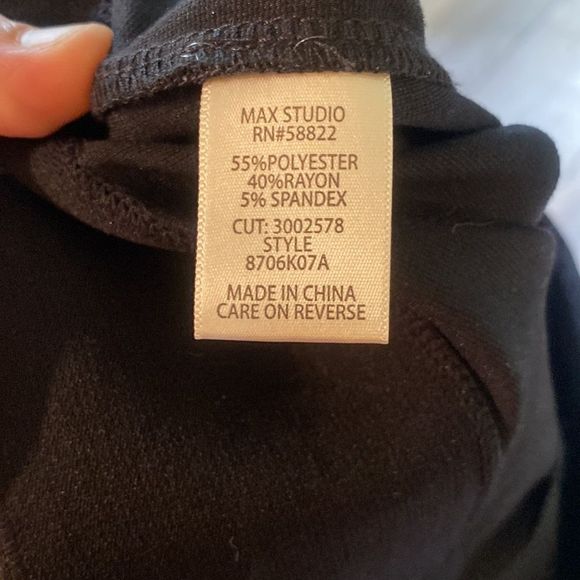 MAX STUDIO
RN#58822
55%POLYESTER
40%RAYON
5% SPANDEX
CUT: 3002578
STYLE
8706K07A
MADE IN CHINA
CARE ON REVERSE